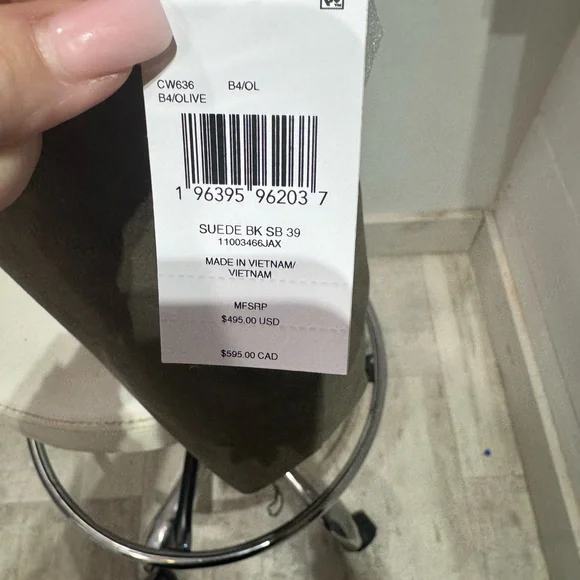 CW636 B4/OL
B4/OLIVE
1 96395 96203 7
SUEDE BK SB 39
11003466JAX
MADE IN VIETNAM/
VIETNAM
MFSRP
$495.00 USD
$595.00 CAD